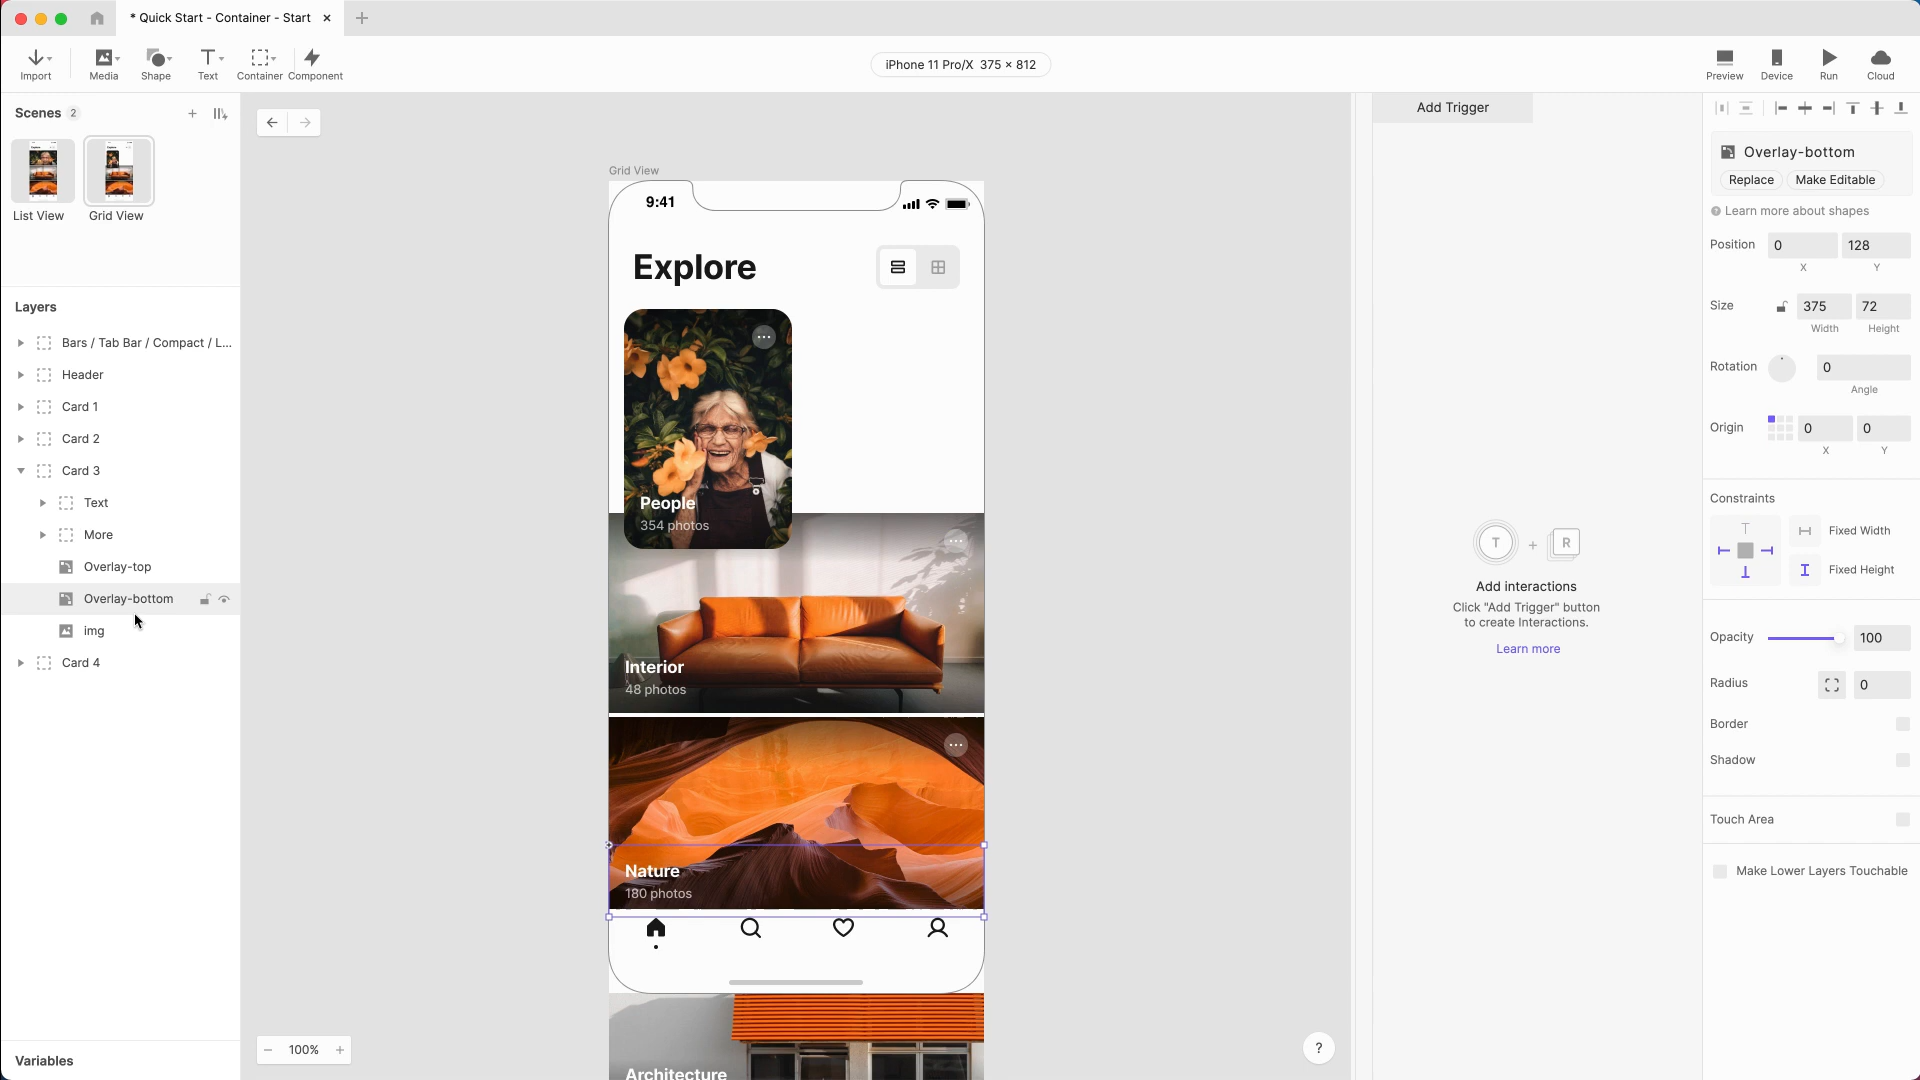 * Quick Start - Container - Start
Import
Media
Shape
Text
Container
Component
iPhone 11 Pro/X 375 × 812
Preview
Device
Run
Cloud
Scenes 2
List View
Grid View
Layers
Bars / Tab Bar / Compact / L...
Header
Card 1
Card 2
Card 3
Text
More
Overlay-top
Overlay-bottom
img
Card 4
Variables
Grid View
9:41
Explore
People
354 photos
Interior
48 photos
Nature
180 photos
Architecture
100%
?
Add Trigger
T + R
Add interactions
Click "Add Trigger" button
to create Interactions.
Learn more
Overlay-bottom
Replace
Make Editable
Learn more about shapes
Position 0 128
X Y
Size 375 72
Width Height
Rotation 0
Angle
Origin 0 0
X Y
Constraints
Fixed Width
Fixed Height
Opacity 100
Radius 0
Border
Shadow
Touch Area
Make Lower Layers Touchable